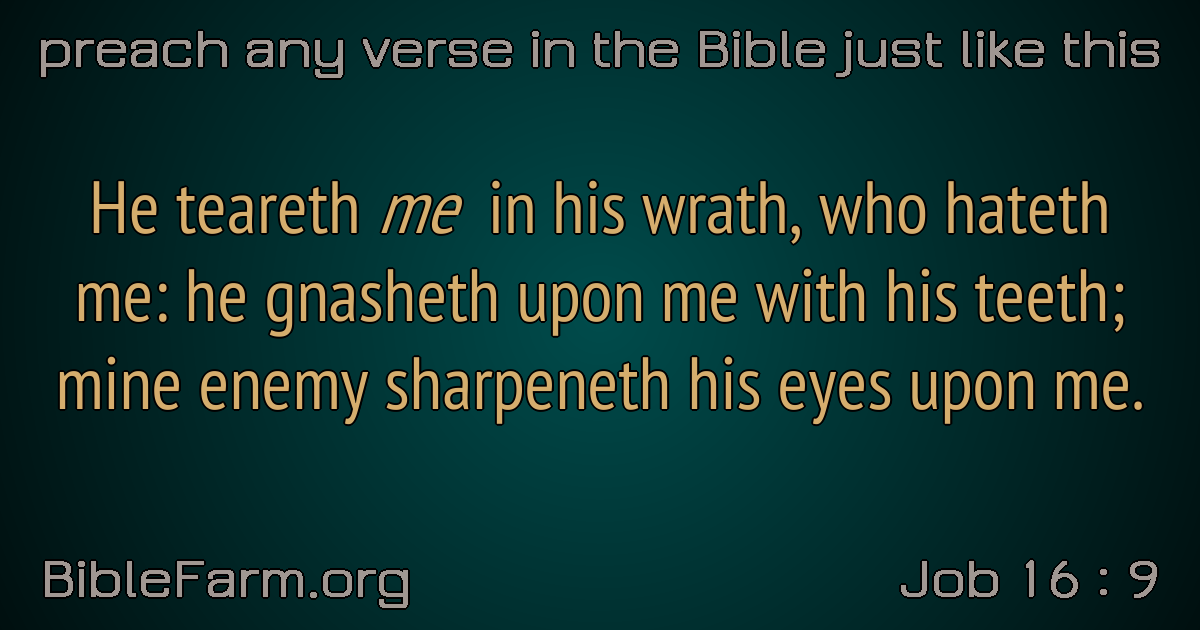 preach any verse in the Bible just like this
He teareth me in his wrath, who hateth
me: he gnasheth upon me with his teeth;
mine enemy sharpeneth his eyes upon me.
BibleFarm.org
Job 16 : 9